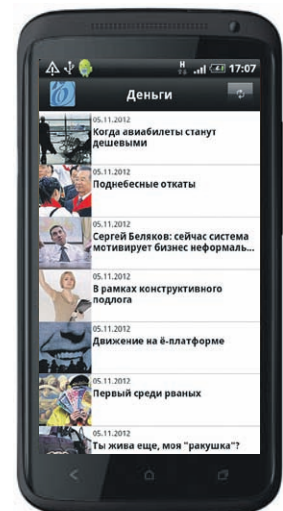 H 17:07
Деньги
05.11.2012
Когда авиабилеты станут
дешевыми
05.11.2012
Поднебесные откаты
05.11.2012
Сергей Беляков: сейчас система
мотивирует бизнес неформаль...
05.11.2012
В рамках конструктивного
подлога
05.11.2012
Движение на ё-платформе
05.11.2012
Первый среди рваных
05.11.2012
Ты жива еще, моя "ракушка"?